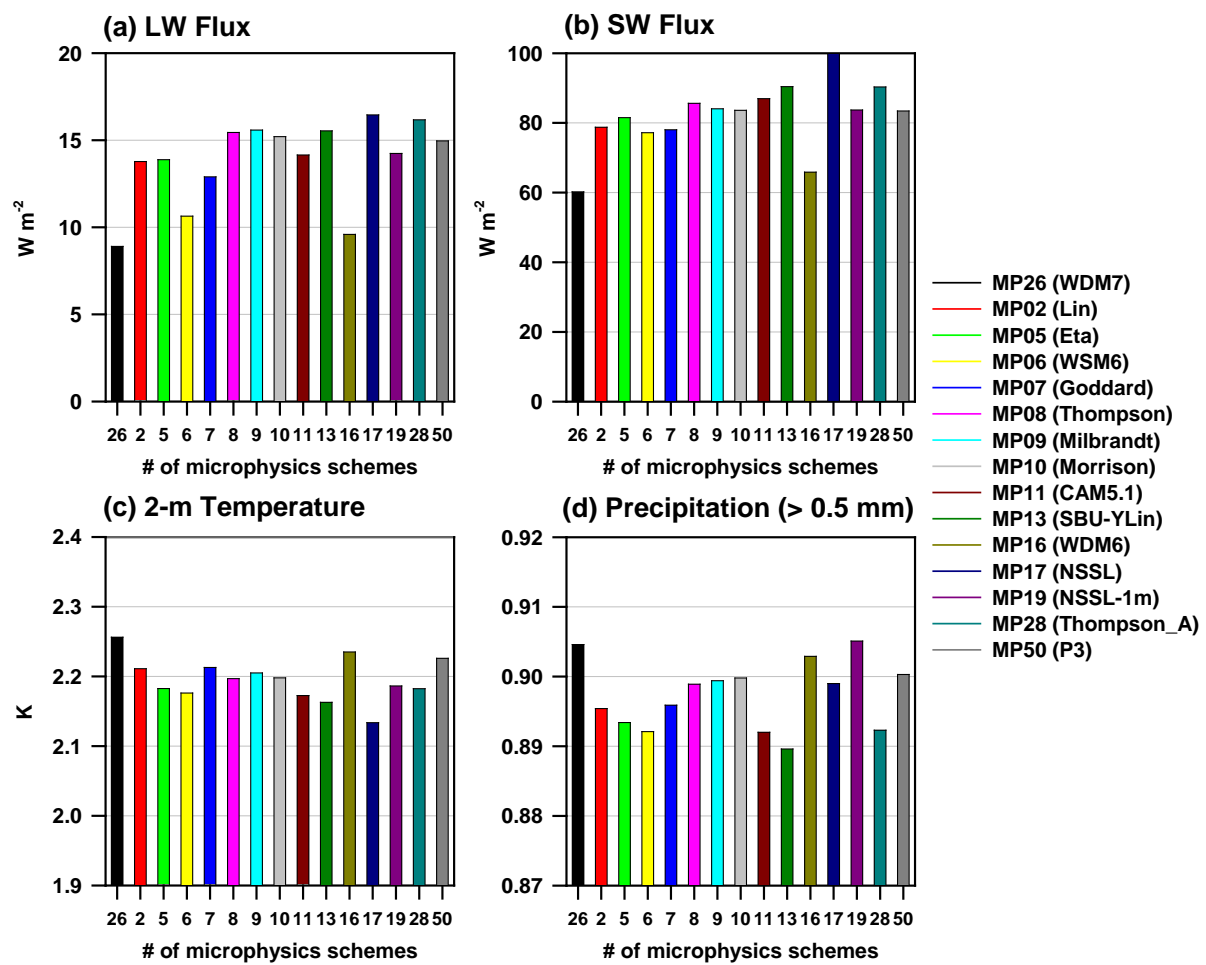 (a) LW Flux
20
15
10
5
0
W m-2
26 2 5 6 7 8 9 10 11 13 16 17 19 28 50
# of microphysics schemes
(b) SW Flux
100
80
60
40
20
0
W m-2
26 2 5 6 7 8 9 10 11 13 16 17 19 28 50
# of microphysics schemes
(c) 2-m Temperature
2.4
2.3
2.2
2.1
2.0
1.9
K
26 2 5 6 7 8 9 10 11 13 16 17 19 28 50
# of microphysics schemes
(d) Precipitation (> 0.5 mm)
0.92
0.91
0.90
0.89
0.88
0.87
26 2 5 6 7 8 9 10 11 13 16 17 19 28 50
# of microphysics schemes
MP26 (WDM7)
MP02 (Lin)
MP05 (Eta)
MP06 (WSM6)
MP07 (Goddard)
MP08 (Thompson)
MP09 (Milbrandt)
MP10 (Morrison)
MP11 (CAM5.1)
MP13 (SBU-YLin)
MP16 (WDM6)
MP17 (NSSL)
MP19 (NSSL-1m)
MP28 (Thompson_A)
MP50 (P3)